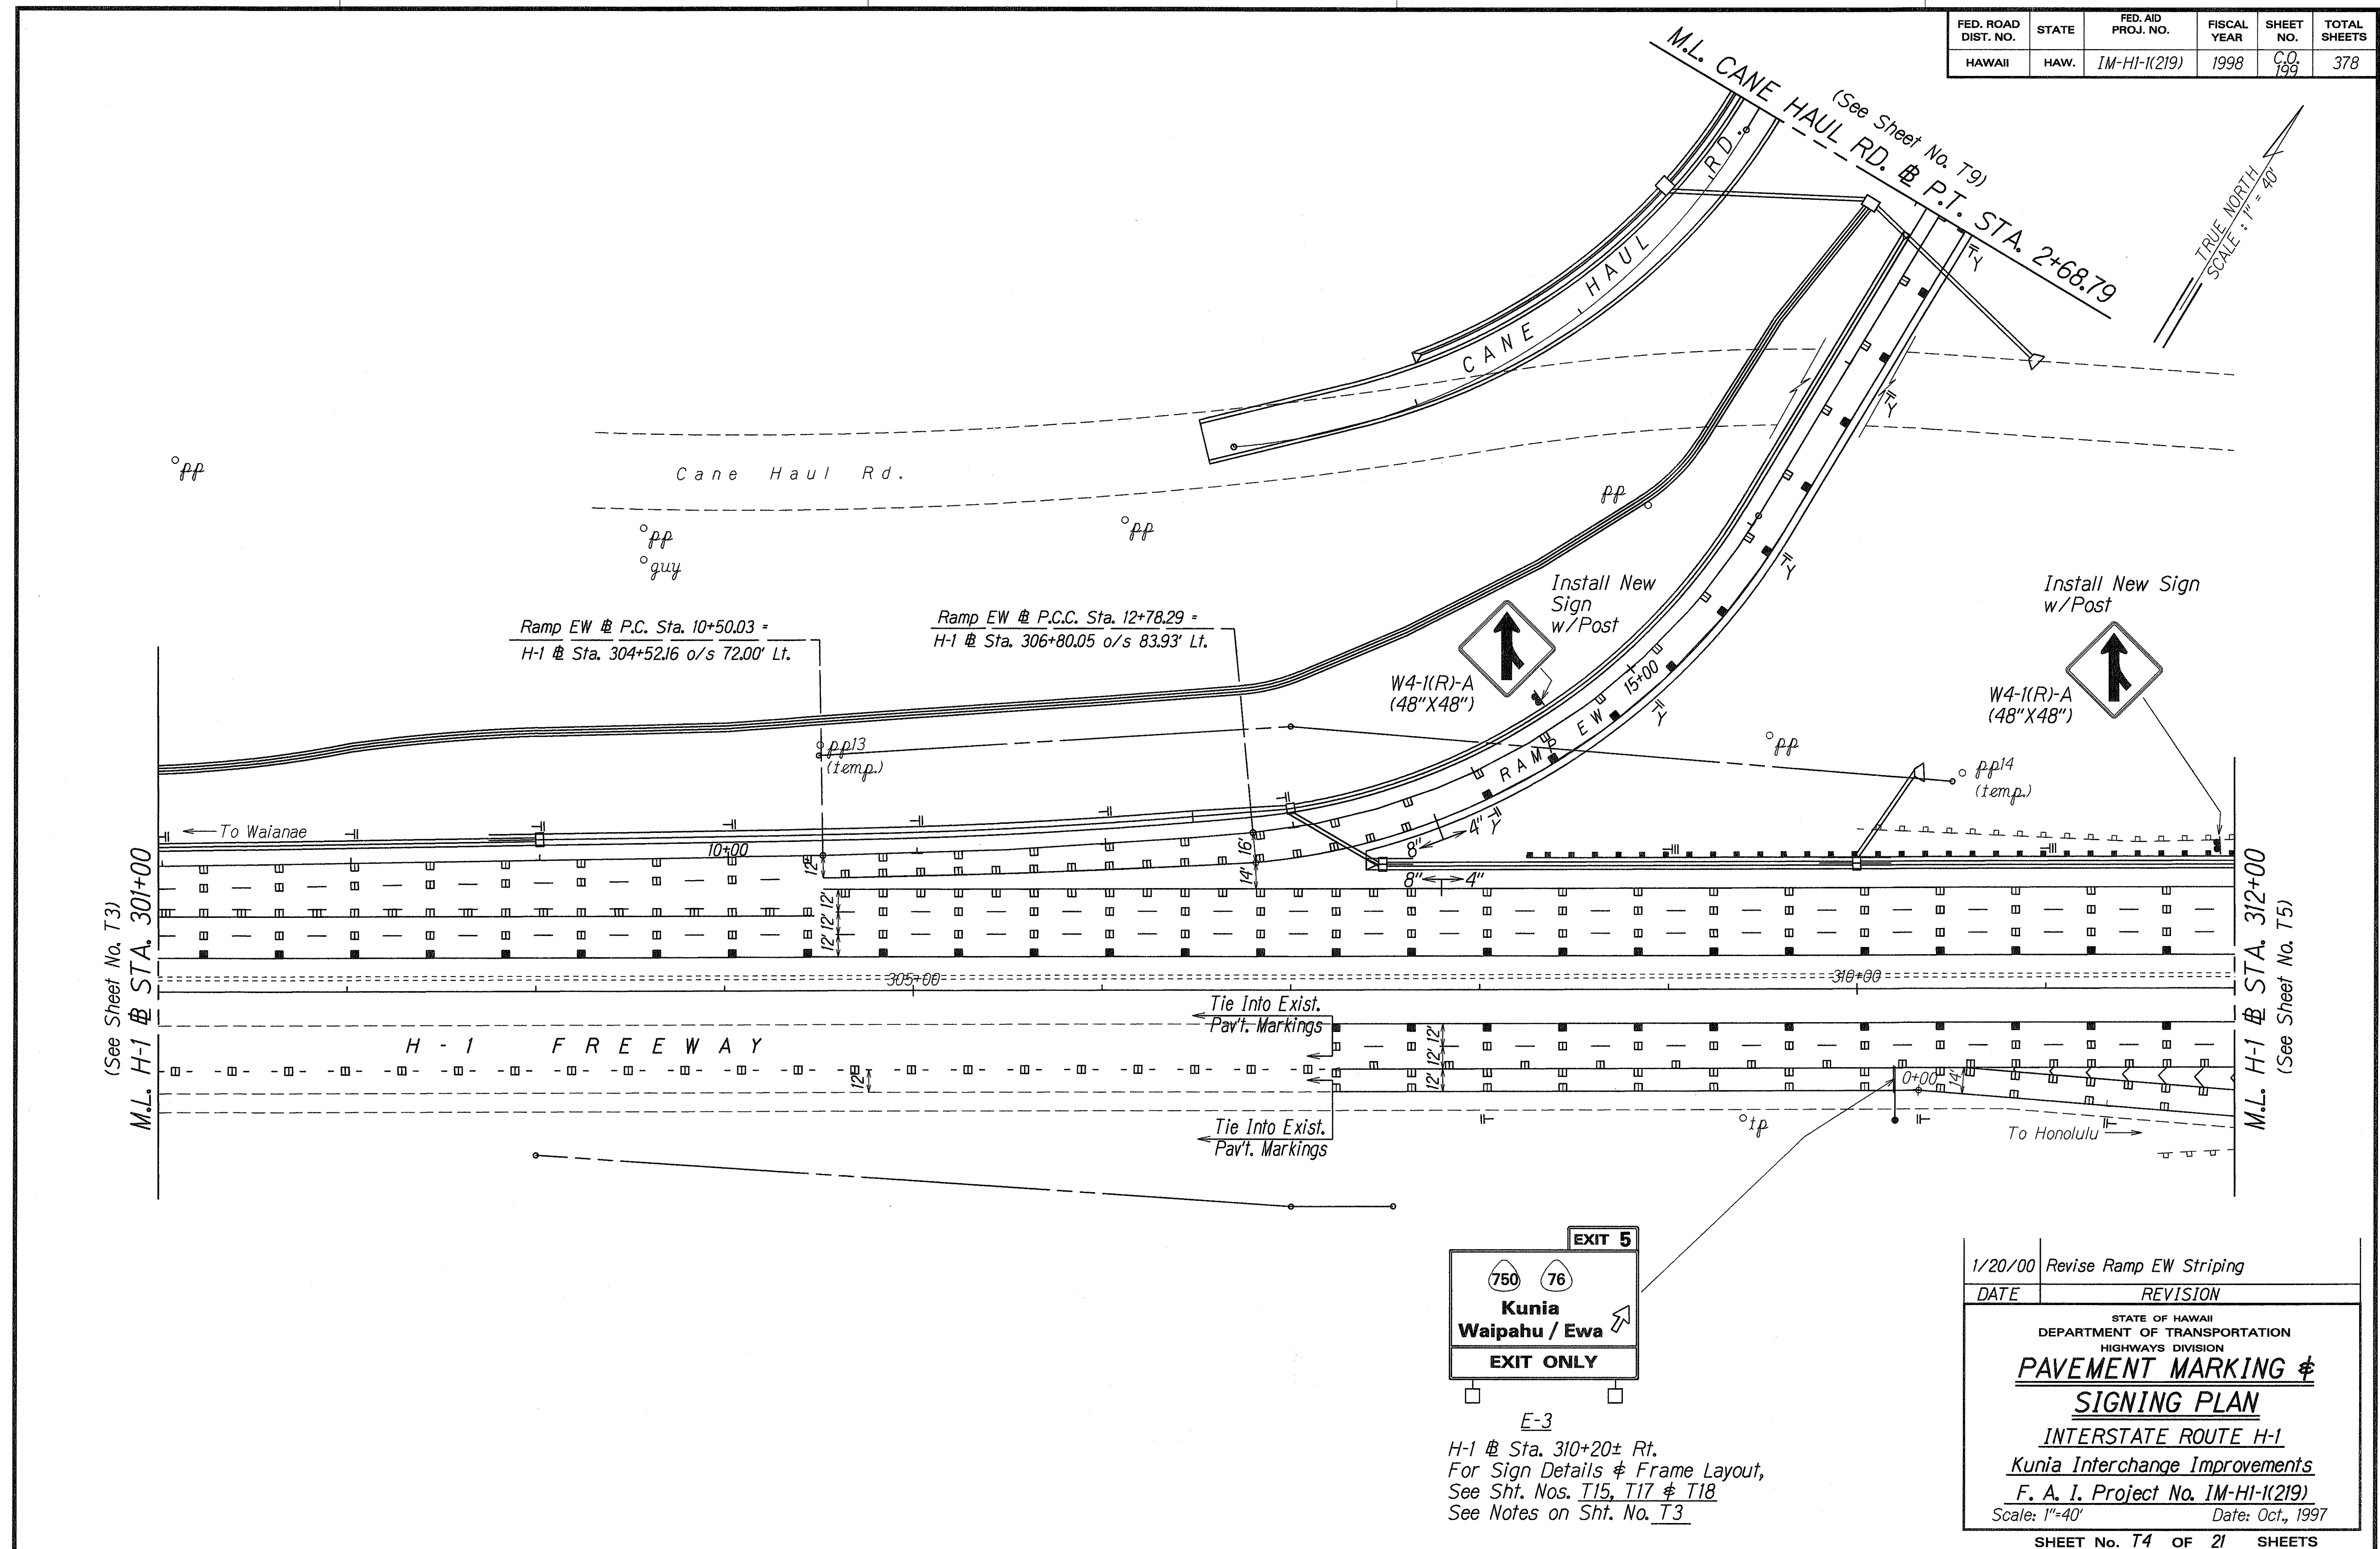 FED. ROAD DIST. NO.
STATE
FED. AID PROJ. NO.
FISCAL YEAR
SHEET NO.
TOTAL SHEETS
HAWAII
HAW.
IM-H1-1(219)
1998
C.O. 199
378
M.L. CANE HAUL RD. ℄ P.T. STA. 2+68.79
(See Sheet No. T9)
TRUE NORTH
SCALE : 1" = 40'
CANE HAUL RD.
Cane Haul Rd.
pp
pp
guy
pp
pp
Install New
Sign
w/Post
W4-1(R)-A
(48"X48")
Install New Sign
w/Post
W4-1(R)-A
(48"X48")
Ramp EW ℄ P.C. Sta. 10+50.03 =
H-1 ℄ Sta. 304+52.16 o/s 72.00' Lt.
Ramp EW ℄ P.C.C. Sta. 12+78.29 =
H-1 ℄ Sta. 306+80.05 o/s 83.93' Lt.
pp13
(temp.)
pp
pp14
(temp.)
Y
Y
Y
Y
Y
15+00
RAMP EW
To Waianae
10+00
12'
16'
14'
8"
4"
8"
4"
12'
12'
12'
305+00
310+00
M.L. H-1 ℄ STA. 301+00
(See Sheet No. T3)
M.L. H-1 ℄ STA. 312+00
(See Sheet No. T5)
H-1 FREEWAY
12'
Tie Into Exist.
Pav't. Markings
Tie Into Exist.
Pav't. Markings
12'
12'
12'
0+00
14'
tp
To Honolulu
EXIT 5
750 76
Kunia
Waipahu / Ewa
EXIT ONLY
E-3
H-1 ℄ Sta. 310+20± Rt.
For Sign Details & Frame Layout,
See Sht. Nos. T15, T17 & T18
See Notes on Sht. No. T3
1/20/00 Revise Ramp EW Striping
DATE REVISION
STATE OF HAWAII
DEPARTMENT OF TRANSPORTATION
HIGHWAYS DIVISION
PAVEMENT MARKING &
SIGNING PLAN
INTERSTATE ROUTE H-1
Kunia Interchange Improvements
F. A. I. Project No. IM-H1-1(219)
Scale: 1"=40' Date: Oct., 1997
SHEET No. T4 OF 21 SHEETS